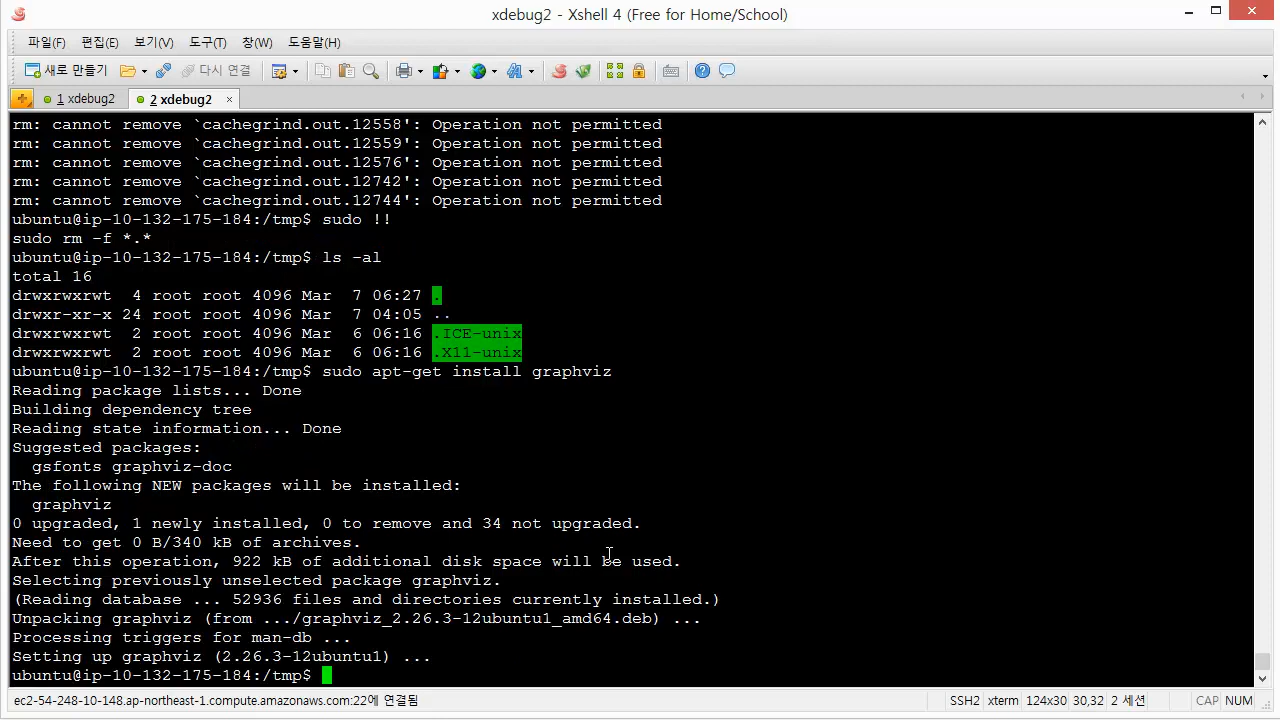 xdebug2 - Xshell 4 (Free for Home/School)
파일(F) 편집(E) 보기(V) 도구(T) 창(W) 도움말(H)
새로 만들기 다시 연결
1 xdebug2 2 xdebug2 ×
rm: cannot remove `cachegrind.out.12558': Operation not permitted
rm: cannot remove `cachegrind.out.12559': Operation not permitted
rm: cannot remove `cachegrind.out.12576': Operation not permitted
rm: cannot remove `cachegrind.out.12742': Operation not permitted
rm: cannot remove `cachegrind.out.12744': Operation not permitted
ubuntu@ip-10-132-175-184:/tmp$ sudo !!
sudo rm -f *.*
ubuntu@ip-10-132-175-184:/tmp$ ls -al
total 16
drwxrwxrwt  4 root root 4096 Mar  7 06:27 .
drwxr-xr-x 24 root root 4096 Mar  7 04:05 ..
drwxrwxrwt  2 root root 4096 Mar  6 06:16 .ICE-unix
drwxrwxrwt  2 root root 4096 Mar  6 06:16 .X11-unix
ubuntu@ip-10-132-175-184:/tmp$ sudo apt-get install graphviz
Reading package lists... Done
Building dependency tree
Reading state information... Done
Suggested packages:
  gsfonts graphviz-doc
The following NEW packages will be installed:
  graphviz
0 upgraded, 1 newly installed, 0 to remove and 34 not upgraded.
Need to get 0 B/340 kB of archives.
After this operation, 922 kB of additional disk space will be used.
Selecting previously unselected package graphviz.
(Reading database ... 52936 files and directories currently installed.)
Unpacking graphviz (from .../graphviz_2.26.3-12ubuntu1_amd64.deb) ...
Processing triggers for man-db ...
Setting up graphviz (2.26.3-12ubuntu1) ...
ubuntu@ip-10-132-175-184:/tmp$
ec2-54-248-10-148.ap-northeast-1.compute.amazonaws.com:22에 연결됨 SSH2 xterm 124x30 30,32 2 세션 CAP NUM